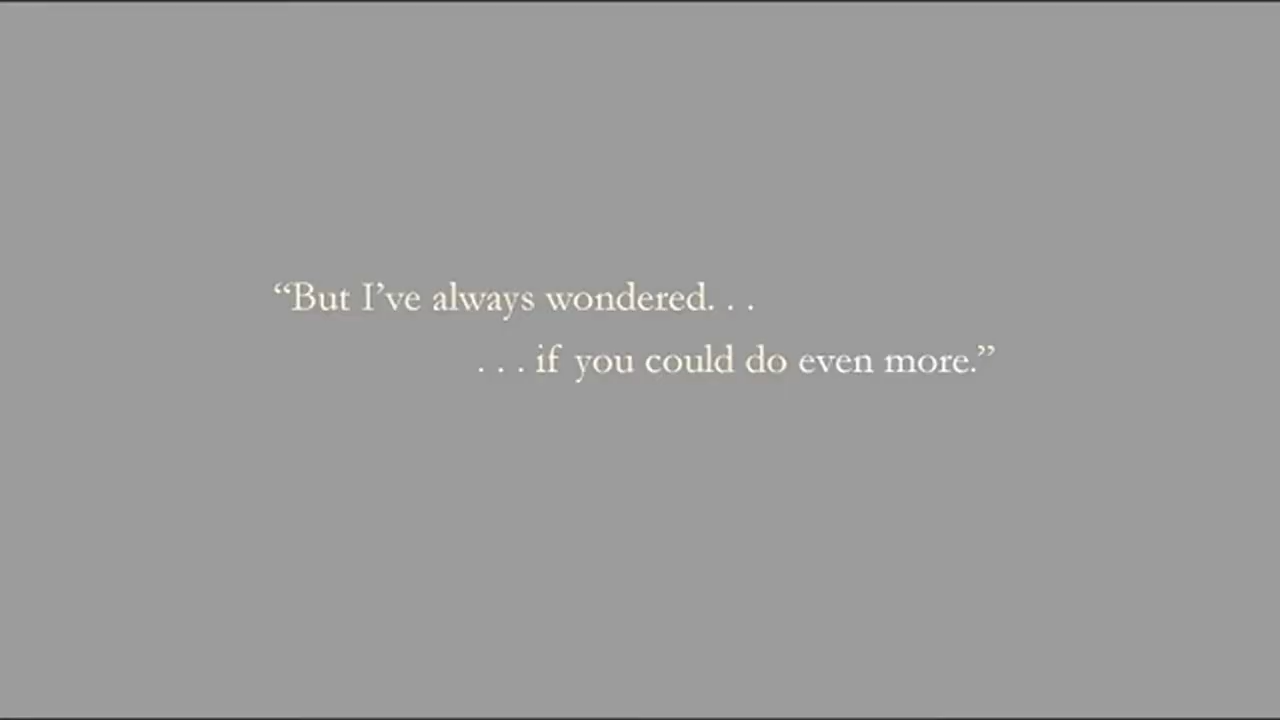 “But I’ve always wondered. . .
. . . if you could do even more.”